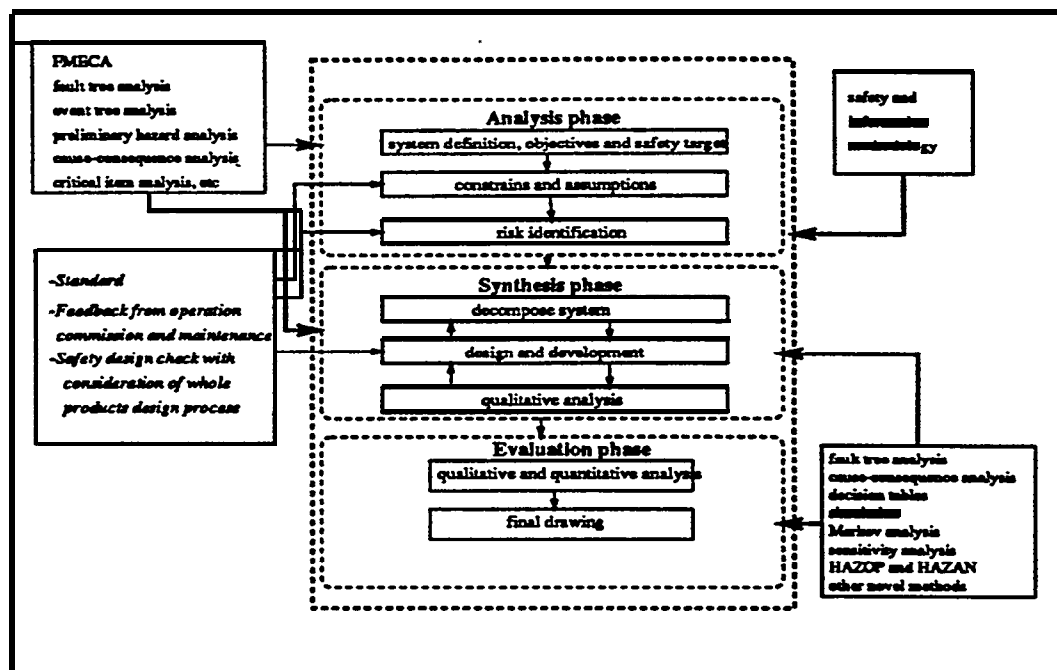 FMECA
fault tree analysis
event tree analysis
preliminary hazard analysis
cause-consequence analysis
critical item analysis, etc
-Standard
-Feedback from operation
commission and maintenance
-Safety design check with
consideration of whole
products design process
Analysis phase
system definition, objectives and safety target
constrains and assumptions
risk identification
Synthesis phase
decompose system
design and development
qualitative analysis
Evaluation phase
qualitative and quantitative analysis
final drawing
safety and
information
fault tree analysis
cause-consequence analysis
decision tables
simulation
Markov analysis
sensitivity analysis
HAZOP and HAZAN
other novel methods